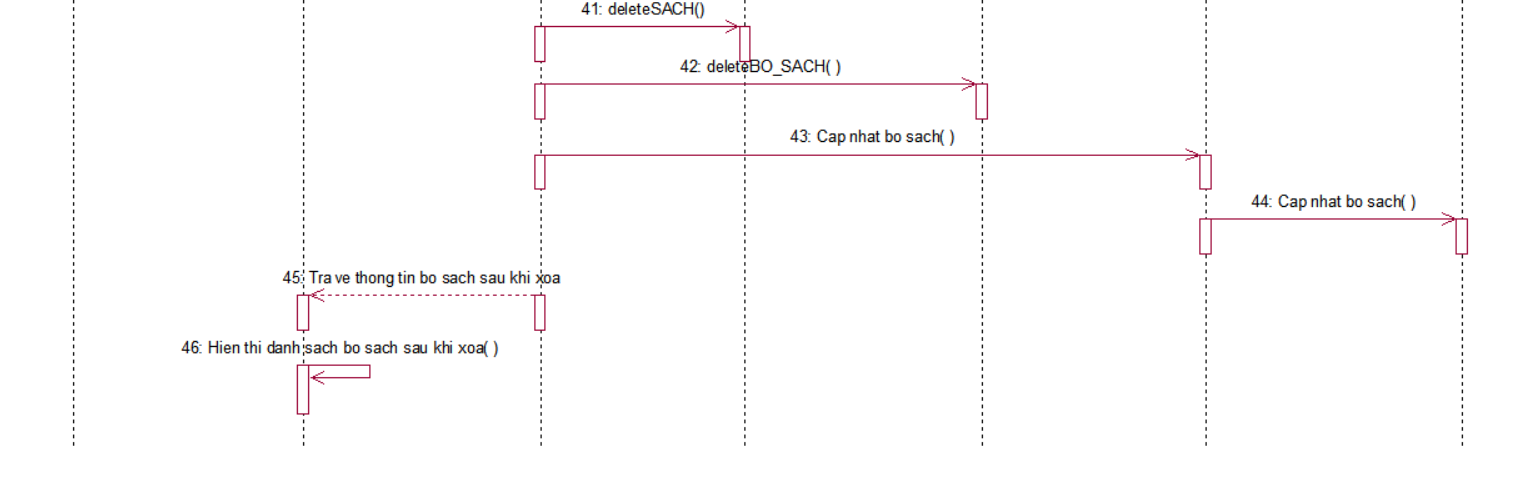 41: deleteSACH()
42: deleteBO_SACH( )
43: Cap nhat bo sach( )
44: Cap nhat bo sach( )
45: Tra ve thong tin bo sach sau khi xoa
46: Hien thi danh sach bo sach sau khi xoa( )